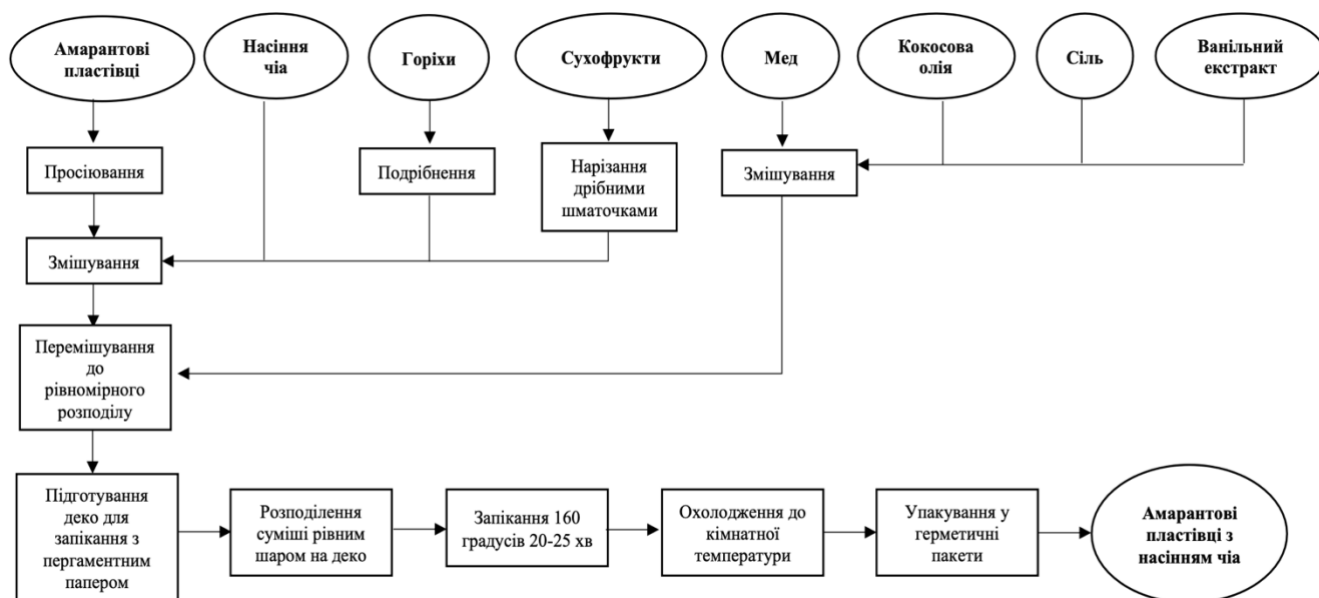 Амарантові
пластівці
Насіння
чіа
Горіхи
Сухофрукти
Мед
Кокосова
олія
Сіль
Ванільний
екстракт
Просіювання
Подрібнення
Нарізання
дрібними
шматочками
Змішування
Змішування
Перемішування
до
рівномірного
розподілу
Підготування
деко для
запікання з
пергаментним
папером
Розподілення
суміші рівним
шаром на деко
Запікання 160
градусів 20-25 хв
Охолодження до
кімнатної
температури
Упакування у
герметичні
пакети
Амарантові
пластівці з
насінням чіа